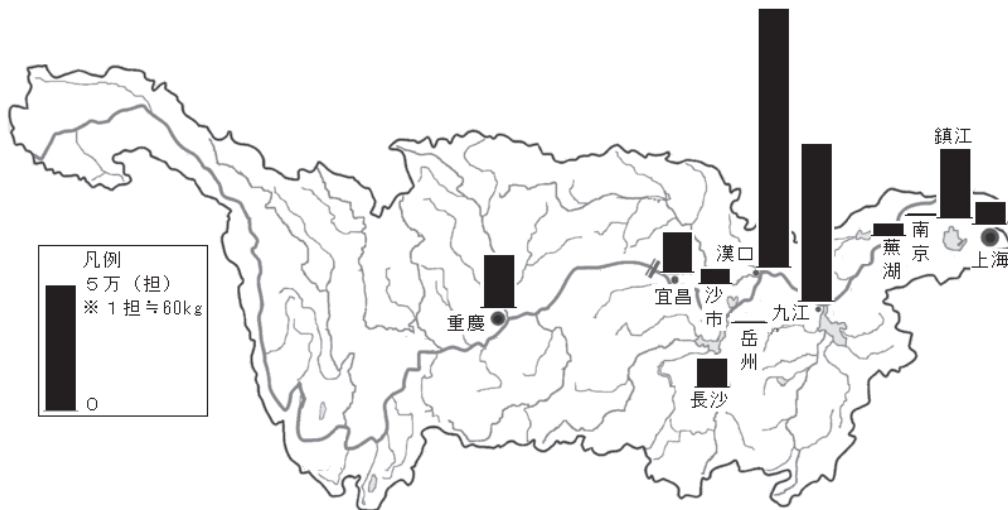 凡例
5万(担)
※1担≒60kg
0
重慶
宜昌
沙市
漢口
岳州
長沙
九江
蕪湖
南京
鎮江
上海